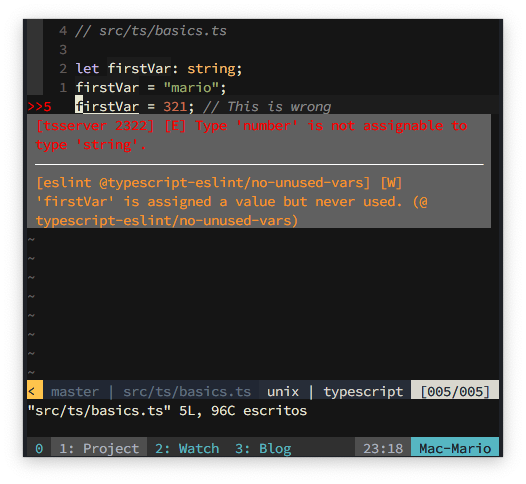 4 // src/ts/basics.ts
3
2 let firstVar: string;
1 firstVar = "mario";
>>5 firstVar = 321; // This is wrong
[tsserver 2322] [E] Type 'number' is not assignable to
type 'string'.
[eslint @typescript-eslint/no-unused-vars] [W]
'firstVar' is assigned a value but never used. (@
typescript-eslint/no-unused-vars)
~
~
~
~
~
~
~
~
< master | src/ts/basics.ts unix | typescript [005/005]
"src/ts/basics.ts" 5L, 96C escritos
0 1: Project 2: Watch 3: Blog 23:18 Mac-Mario